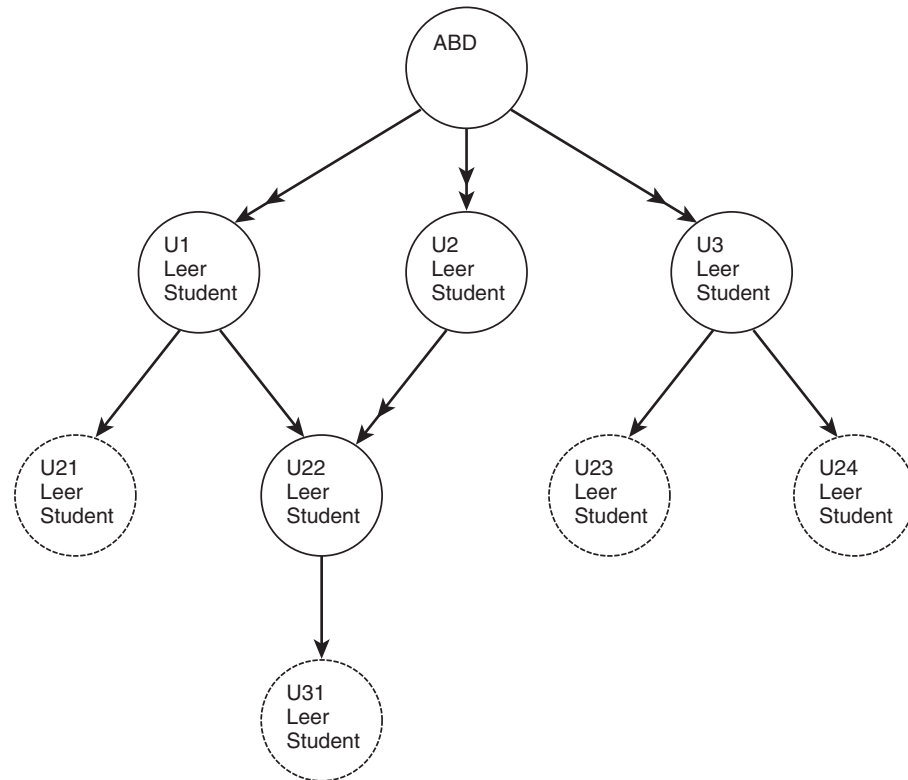 ABD
U1
Leer
Student
U2
Leer
Student
U3
Leer
Student
U21
Leer
Student
U22
Leer
Student
U23
Leer
Student
U24
Leer
Student
U31
Leer
Student